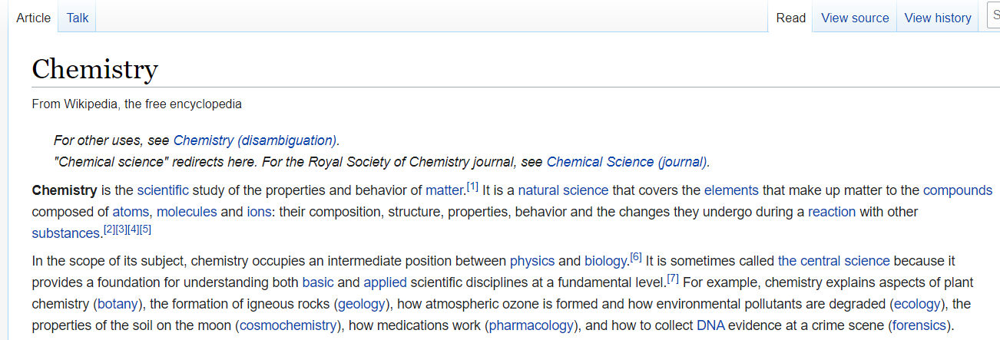 Article Talk Read View source View history S
Chemistry
From Wikipedia, the free encyclopedia
For other uses, see Chemistry (disambiguation).
"Chemical science" redirects here. For the Royal Society of Chemistry journal, see Chemical Science (journal).
Chemistry is the scientific study of the properties and behavior of matter.[1] It is a natural science that covers the elements that make up matter to the compounds
composed of atoms, molecules and ions: their composition, structure, properties, behavior and the changes they undergo during a reaction with other
substances.[2][3][4][5]
In the scope of its subject, chemistry occupies an intermediate position between physics and biology.[6] It is sometimes called the central science because it
provides a foundation for understanding both basic and applied scientific disciplines at a fundamental level.[7] For example, chemistry explains aspects of plant
chemistry (botany), the formation of igneous rocks (geology), how atmospheric ozone is formed and how environmental pollutants are degraded (ecology), the
properties of the soil on the moon (cosmochemistry), how medications work (pharmacology), and how to collect DNA evidence at a crime scene (forensics).